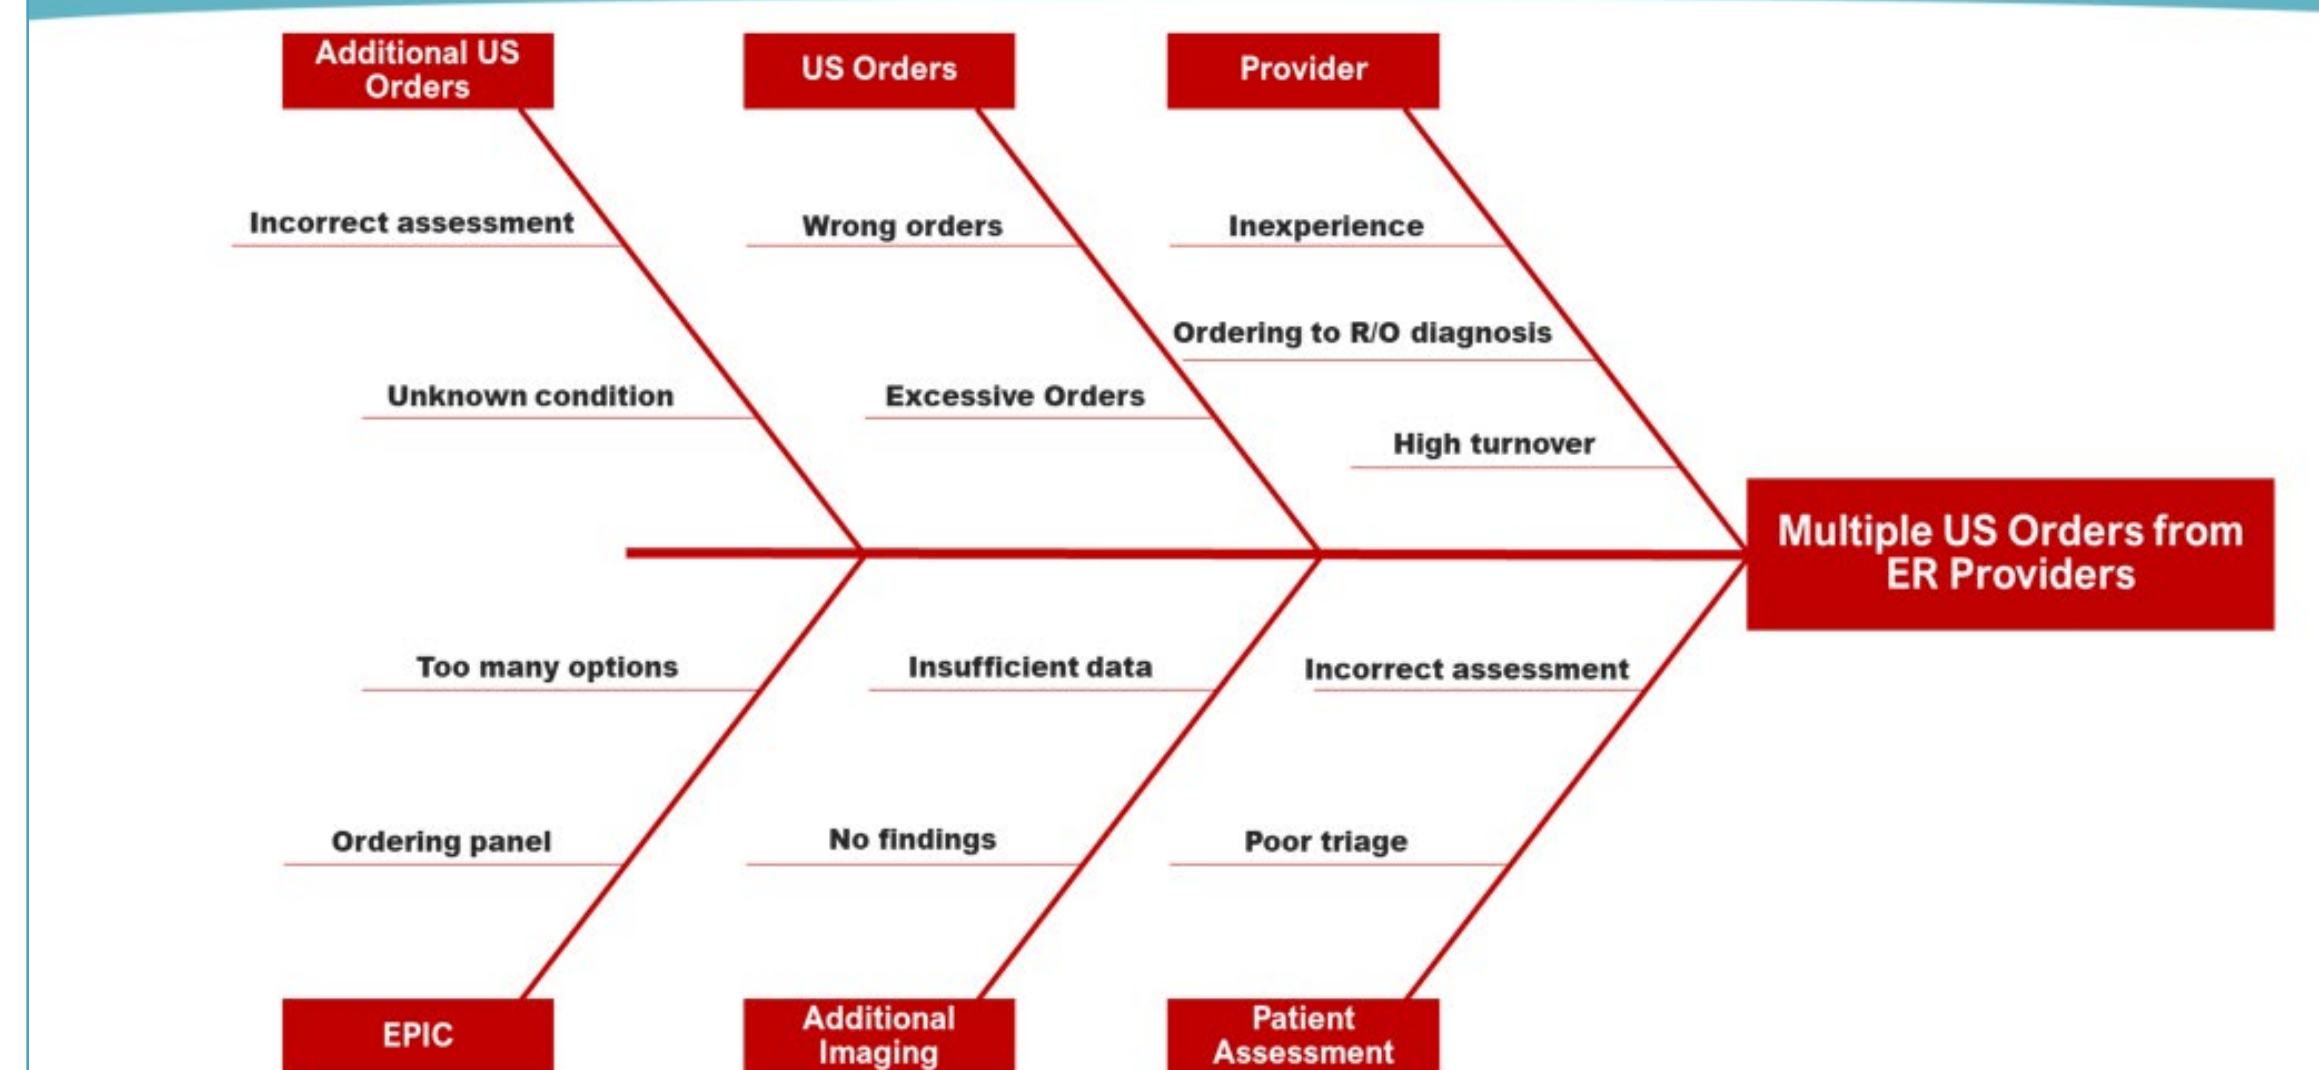 Additional US
Orders
US Orders
Provider
Incorrect assessment
Wrong orders
Inexperience
Ordering to R/O diagnosis
Unknown condition
Excessive Orders
High turnover
Multiple US Orders from
ER Providers
Too many options
Insufficient data
Incorrect assessment
Ordering panel
No findings
Poor triage
EPIC
Additional
Imaging
Patient
Assessment